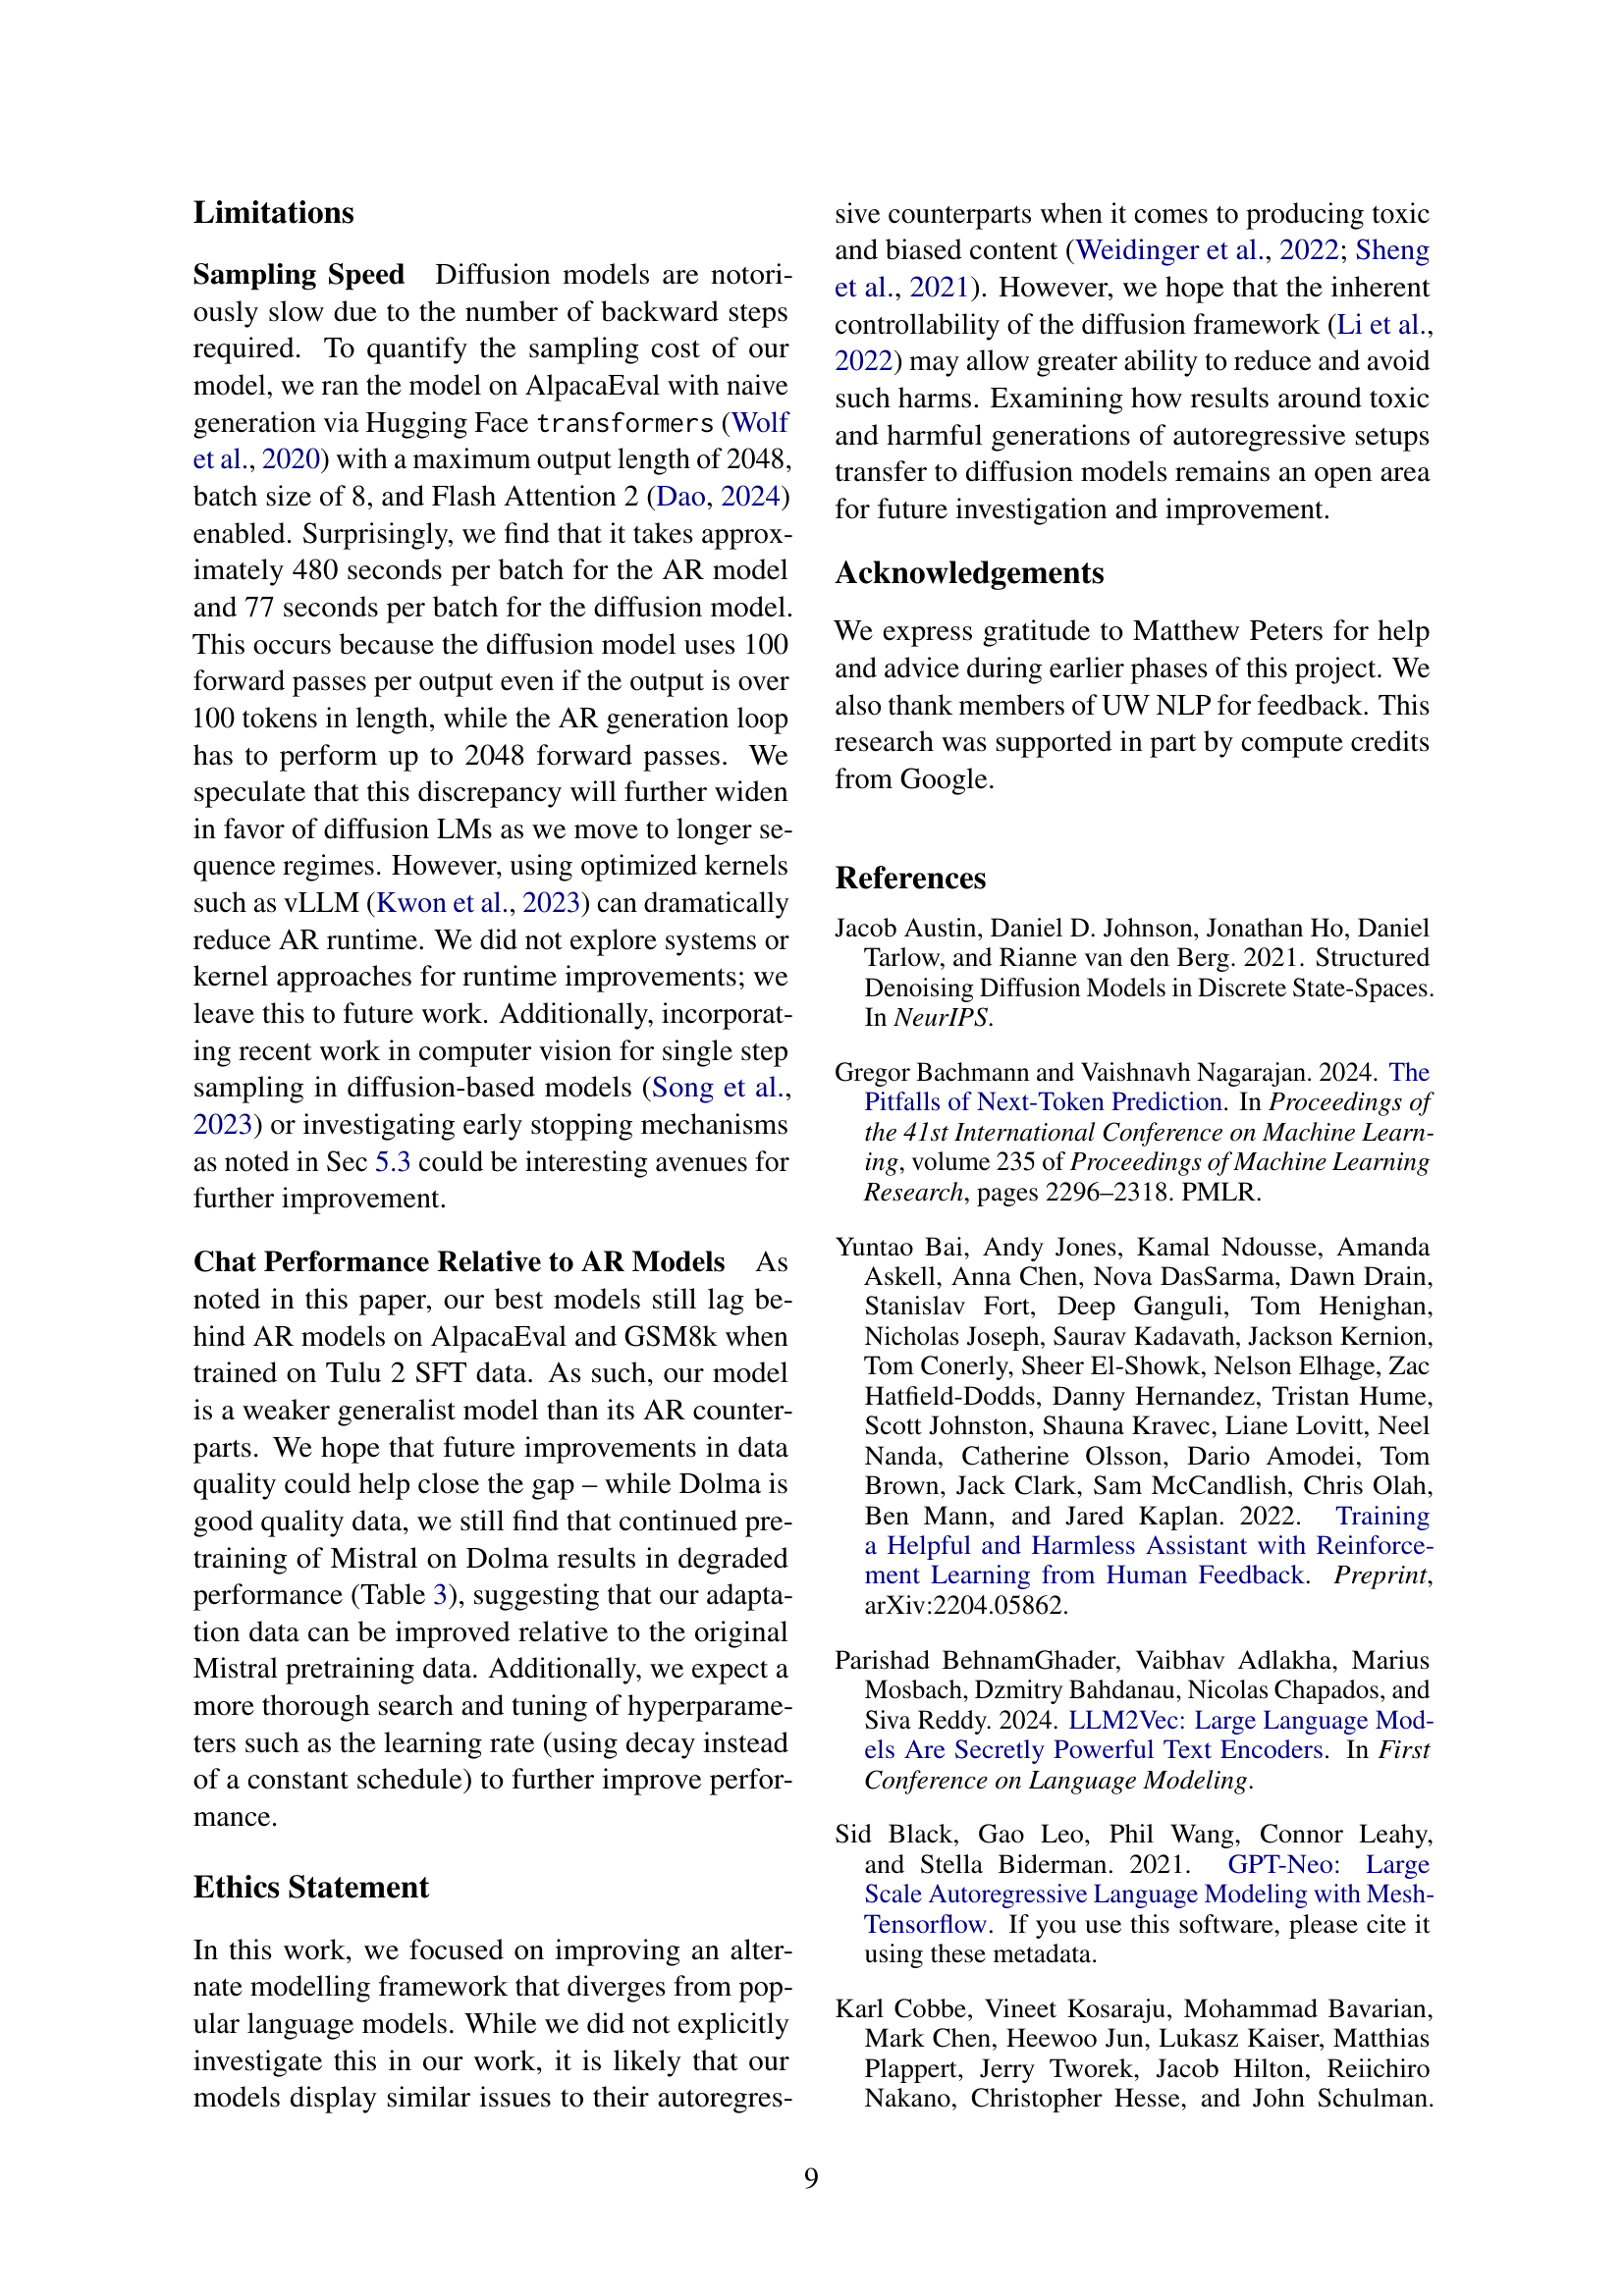 Limitations
Sampling Speed Diffusion models are notori-
ously slow due to the number of backward steps
required. To quantify the sampling cost of our
model, we ran the model on AlpacaEval with naive
generation via Hugging Face transformers (Wolf
et al., 2020) with a maximum output length of 2048,
batch size of 8, and Flash Attention 2 (Dao, 2024)
enabled. Surprisingly, we find that it takes approx-
imately 480 seconds per batch for the AR model
and 77 seconds per batch for the diffusion model.
This occurs because the diffusion model uses 100
forward passes per output even if the output is over
100 tokens in length, while the AR generation loop
has to perform up to 2048 forward passes. We
speculate that this discrepancy will further widen
in favor of diffusion LMs as we move to longer se-
quence regimes. However, using optimized kernels
such as vLLM (Kwon et al., 2023) can dramatically
reduce AR runtime. We did not explore systems or
kernel approaches for runtime improvements; we
leave this to future work. Additionally, incorporat-
ing recent work in computer vision for single step
sampling in diffusion-based models (Song et al.,
2023) or investigating early stopping mechanisms
as noted in Sec 5.3 could be interesting avenues for
further improvement.
Chat Performance Relative to AR Models As
noted in this paper, our best models still lag be-
hind AR models on AlpacaEval and GSM8k when
trained on Tulu 2 SFT data. As such, our model
is a weaker generalist model than its AR counter-
parts. We hope that future improvements in data
quality could help close the gap – while Dolma is
good quality data, we still find that continued pre-
training of Mistral on Dolma results in degraded
performance (Table 3), suggesting that our adapta-
tion data can be improved relative to the original
Mistral pretraining data. Additionally, we expect a
more thorough search and tuning of hyperparame-
ters such as the learning rate (using decay instead
of a constant schedule) to further improve perfor-
mance.
Ethics Statement
In this work, we focused on improving an alter-
nate modelling framework that diverges from pop-
ular language models. While we did not explicitly
investigate this in our work, it is likely that our
models display similar issues to their autoregres-
sive counterparts when it comes to producing toxic
and biased content (Weidinger et al., 2022; Sheng
et al., 2021). However, we hope that the inherent
controllability of the diffusion framework (Li et al.,
2022) may allow greater ability to reduce and avoid
such harms. Examining how results around toxic
and harmful generations of autoregressive setups
transfer to diffusion models remains an open area
for future investigation and improvement.
Acknowledgements
We express gratitude to Matthew Peters for help
and advice during earlier phases of this project. We
also thank members of UW NLP for feedback. This
research was supported in part by compute credits
from Google.
References
Jacob Austin, Daniel D. Johnson, Jonathan Ho, Daniel
Tarlow, and Rianne van den Berg. 2021. Structured
Denoising Diffusion Models in Discrete State-Spaces.
In NeurIPS.
Gregor Bachmann and Vaishnavh Nagarajan. 2024. The
Pitfalls of Next-Token Prediction. In Proceedings of
the 41st International Conference on Machine Learn-
ing, volume 235 of Proceedings of Machine Learning
Research, pages 2296–2318. PMLR.
Yuntao Bai, Andy Jones, Kamal Ndousse, Amanda
Askell, Anna Chen, Nova DasSarma, Dawn Drain,
Stanislav Fort, Deep Ganguli, Tom Henighan,
Nicholas Joseph, Saurav Kadavath, Jackson Kernion,
Tom Conerly, Sheer El-Showk, Nelson Elhage, Zac
Hatfield-Dodds, Danny Hernandez, Tristan Hume,
Scott Johnston, Shauna Kravec, Liane Lovitt, Neel
Nanda, Catherine Olsson, Dario Amodei, Tom
Brown, Jack Clark, Sam McCandlish, Chris Olah,
Ben Mann, and Jared Kaplan. 2022. Training
a Helpful and Harmless Assistant with Reinforce-
ment Learning from Human Feedback. Preprint,
arXiv:2204.05862.
Parishad BehnamGhader, Vaibhav Adlakha, Marius
Mosbach, Dzmitry Bahdanau, Nicolas Chapados, and
Siva Reddy. 2024. LLM2Vec: Large Language Mod-
els Are Secretly Powerful Text Encoders. In First
Conference on Language Modeling.
Sid Black, Gao Leo, Phil Wang, Connor Leahy,
and Stella Biderman. 2021. GPT-Neo: Large
Scale Autoregressive Language Modeling with Mesh-
Tensorflow. If you use this software, please cite it
using these metadata.
Karl Cobbe, Vineet Kosaraju, Mohammad Bavarian,
Mark Chen, Heewoo Jun, Lukasz Kaiser, Matthias
Plappert, Jerry Tworek, Jacob Hilton, Reiichiro
Nakano, Christopher Hesse, and John Schulman.
9